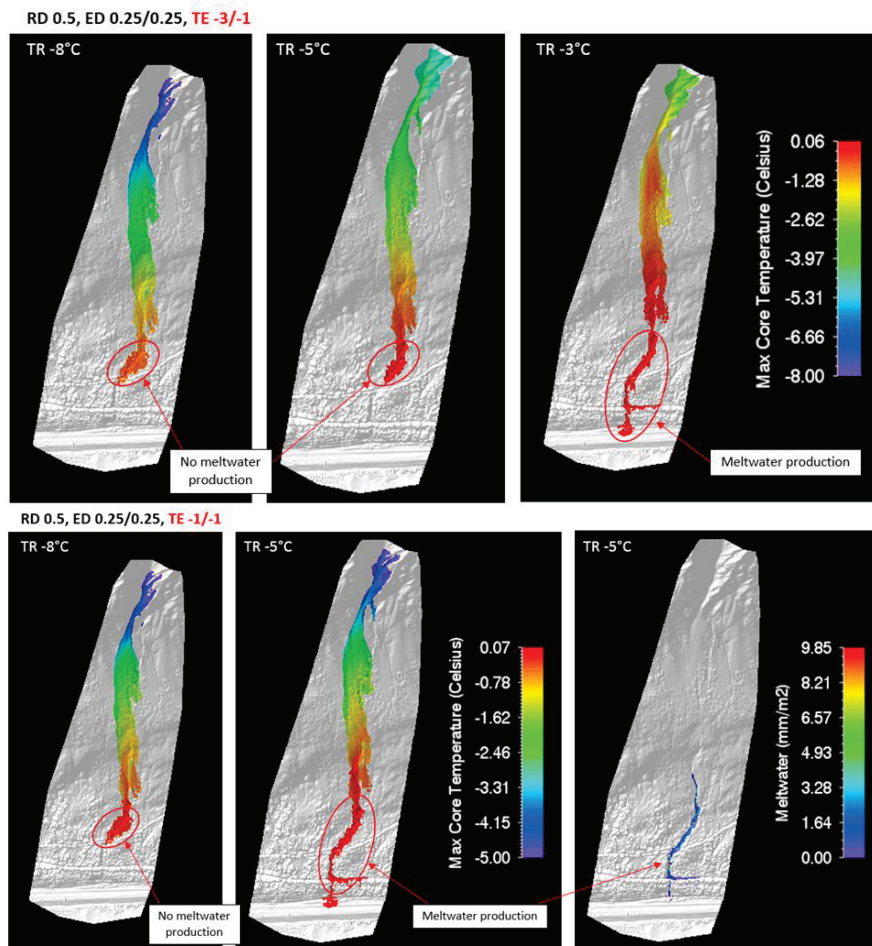 RD 0.5, ED 0.25/0.25, TE -3/-1
TR -8°C
TR -5°C
TR -3°C
Max Core Temperature (Celsius)
0.06
-1.28
-2.62
-3.97
-5.31
-6.66
-8.00
No meltwater
production
Meltwater production
RD 0.5, ED 0.25/0.25, TE -1/-1
TR -8°C
TR -5°C
TR -5°C
Max Core Temperature (Celsius)
0.07
-0.78
-1.62
-2.46
-3.31
-4.15
-5.00
Meltwater (mm/m2)
9.85
8.21
6.57
4.93
3.28
1.64
0.00
No meltwater
production
Meltwater production